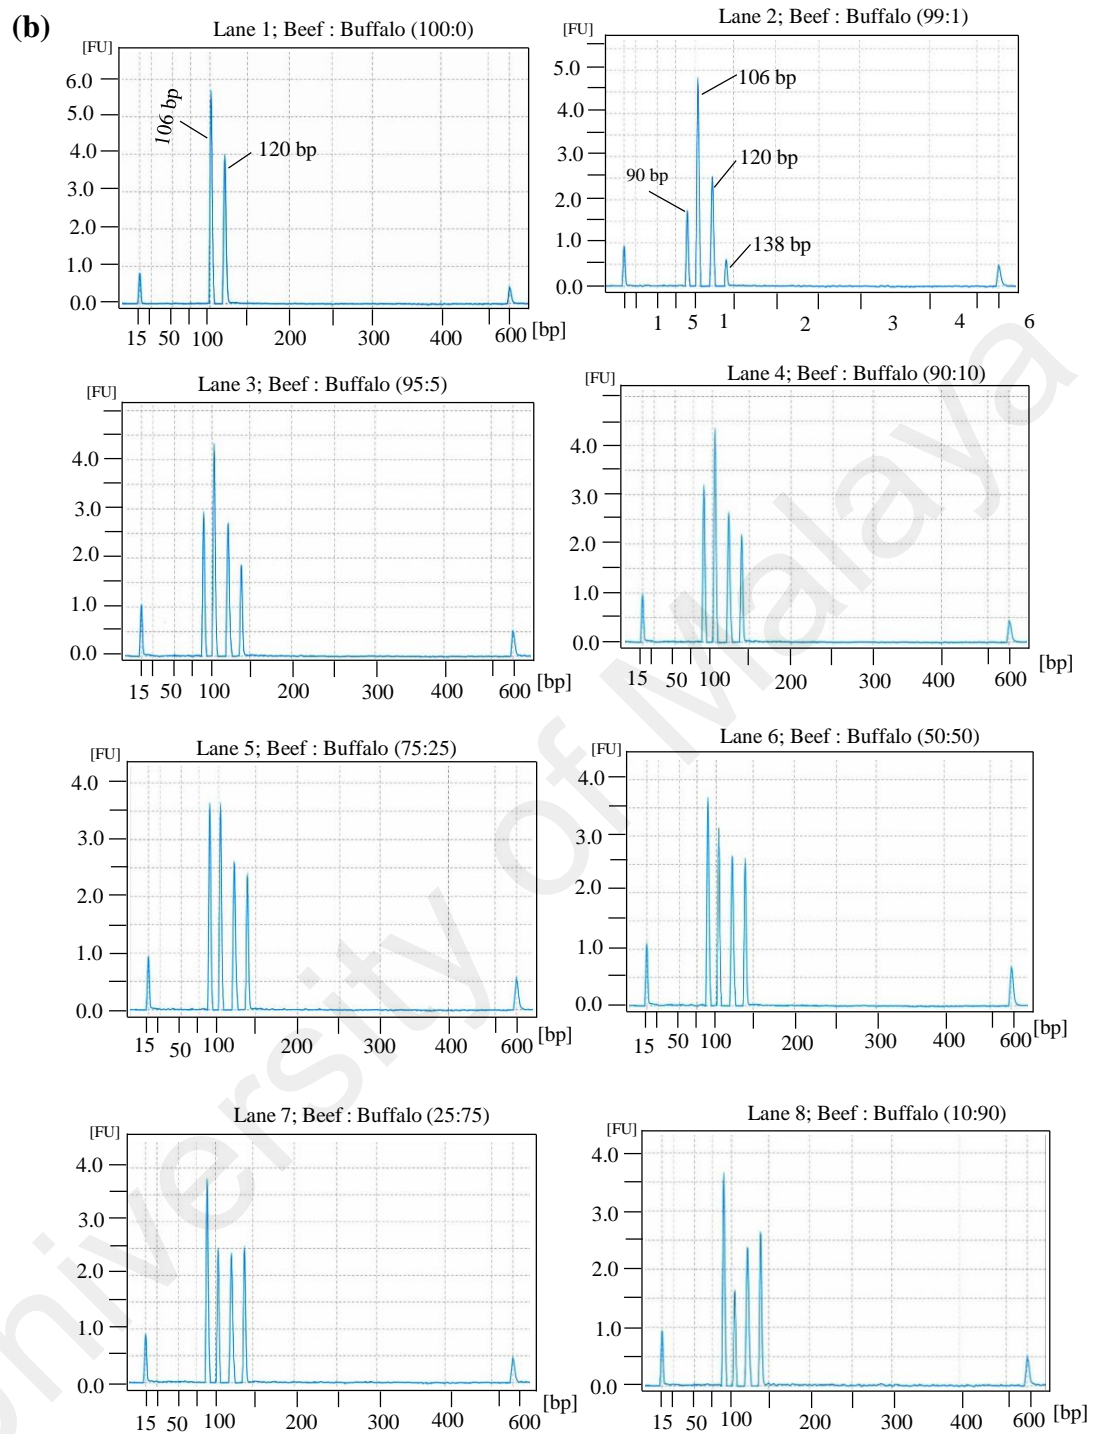 (b)
Lane 1; Beef : Buffalo (100:0)
[FU]
6.0
5.0
4.0
3.0
2.0
1.0
0.0
106 bp
120 bp
15 50 100 200 300 400 600 [bp]
Lane 2; Beef : Buffalo (99:1)
[FU]
5.0
4.0
3.0
2.0
1.0
0.0
106 bp
120 bp
90 bp
138 bp
1 5 1 2 3 4 6
Lane 3; Beef : Buffalo (95:5)
[FU]
4.0
3.0
2.0
1.0
0.0
15 50 100 200 300 400 600 [bp]
Lane 4; Beef : Buffalo (90:10)
[FU]
4.0
3.0
2.0
1.0
0.0
15 50 100 200 300 400 600 [bp]
Lane 5; Beef : Buffalo (75:25)
[FU]
4.0
3.0
2.0
1.0
0.0
15 50 100 200 300 400 600 [bp]
Lane 6; Beef : Buffalo (50:50)
[FU]
4.0
3.0
2.0
1.0
0.0
15 50 100 200 300 400 600 [bp]
Lane 7; Beef : Buffalo (25:75)
[FU]
4.0
3.0
2.0
1.0
0.0
15 50 100 200 300 400 600 [bp]
Lane 8; Beef : Buffalo (10:90)
[FU]
4.0
3.0
2.0
1.0
0.0
15 50 100 200 300 400 600 [bp]
University of Malaya